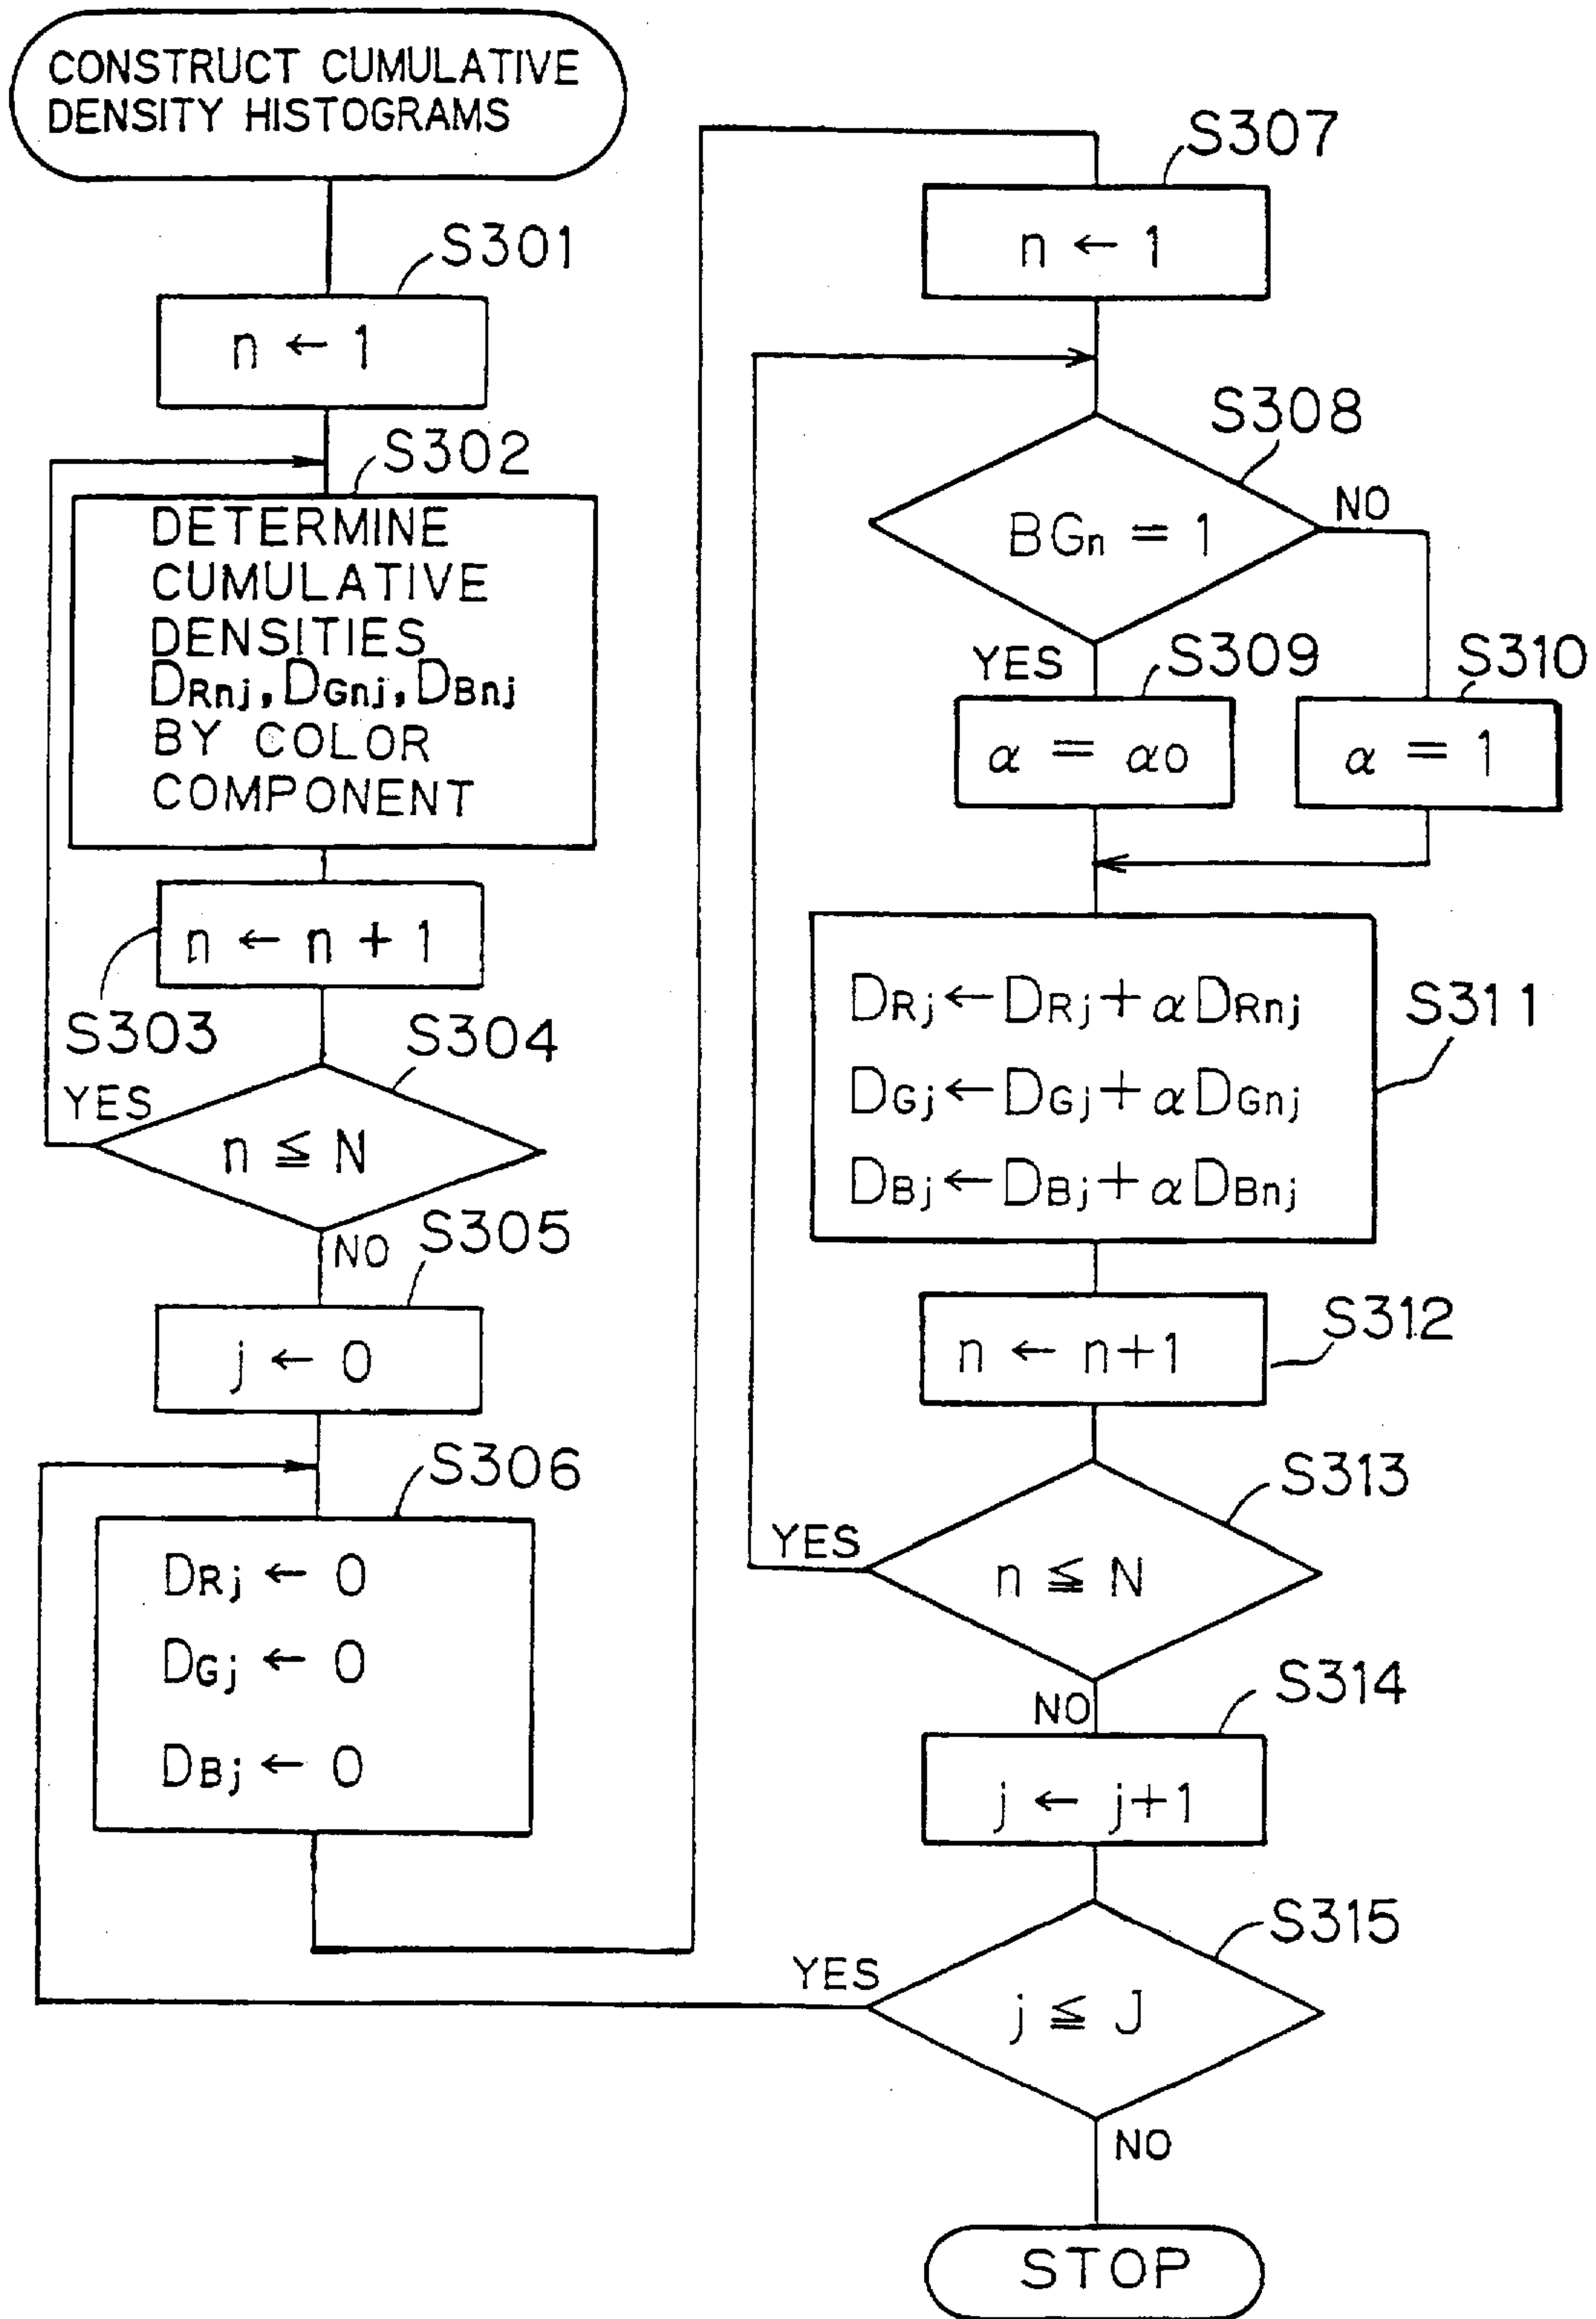 CONSTRUCT CUMULATIVE
DENSITY HISTOGRAMS
S301
n ← 1
S302
DETERMINE
CUMULATIVE
DENSITIES
DRnj, DGnj, DBnj
BY COLOR
COMPONENT
n ← n + 1
S303
S304
YES
n ≦ N
NO
S305
j ← 0
S306
DRj ← 0
DGj ← 0
DBj ← 0
S307
n ← 1
S308
BGn = 1
NO
YES
S309
α = α0
S310
α = 1
S311
DRj ← DRj + αDRnj
DGj ← DGj + αDGnj
DBj ← DBj + αDBnj
S312
n ← n+1
S313
YES
n ≦ N
NO
S314
j ← j+1
S315
YES
j ≦ J
NO
STOP